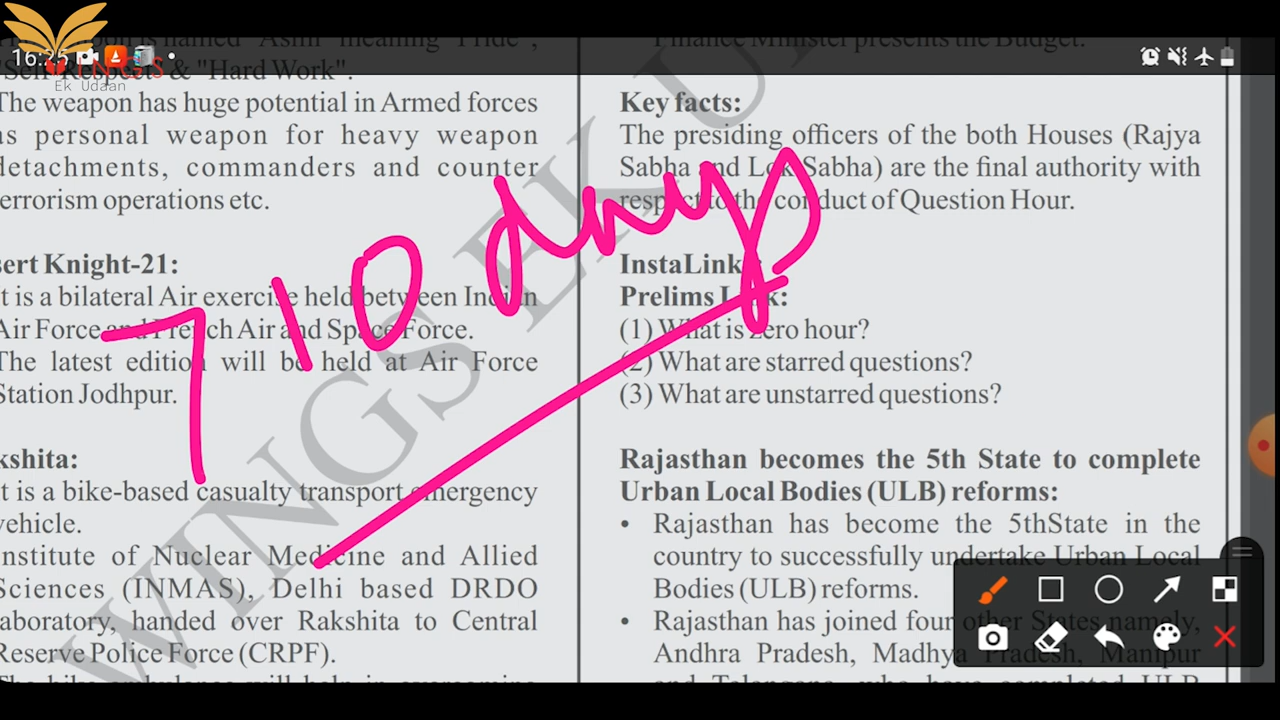 16:25
WINGS
Ek Udaan
"Self-Respect" & "Hard Work".
The weapon has huge potential in Armed forces
as personal weapon for heavy weapon
detachments, commanders and counter
terrorism operations etc.
sert Knight-21:
It is a bilateral Air exercise held between Indian
Air Force and French Air and Space Force.
The latest edition will be held at Air Force
Station Jodhpur.
kshita:
It is a bike-based casualty transport emergency
vehicle.
Institute of Nuclear Medicine and Allied
Sciences (INMAS), Delhi based DRDO
laboratory, handed over Rakshita to Central
Reserve Police Force (CRPF).
presents the Budget.
Key facts:
The presiding officers of the both Houses (Rajya
Sabha and Lok Sabha) are the final authority with
respect to the conduct of Question Hour.
InstaLinks
Prelims Link:
(1) What is zero hour?
(2) What are starred questions?
(3) What are unstarred questions?
Rajasthan becomes the 5th State to complete
Urban Local Bodies (ULB) reforms:
• Rajasthan has become the 5thState in the
country to successfully undertake Urban Local
Bodies (ULB) reforms.
• Rajasthan has joined four other States namely,
Andhra Pradesh, Madhya Pradesh, Manipur
10 days
WINGS EK U